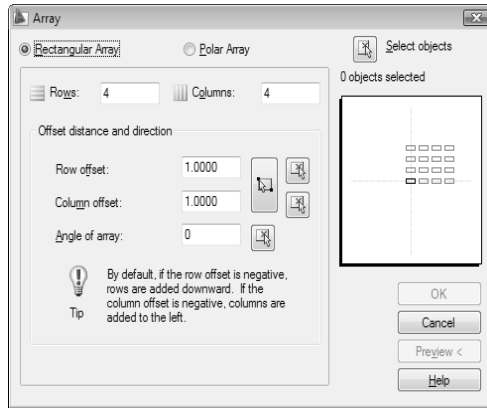 Array
Rectangular Array
Polar Array
Select objects
0 objects selected
Rows: 4
Columns: 4
Offset distance and direction
Row offset: 1.0000
Column offset: 1.0000
Angle of array: 0
Tip
By default, if the row offset is negative,
rows are added downward. If the
column offset is negative, columns are
added to the left.
OK
Cancel
Preview <
Help